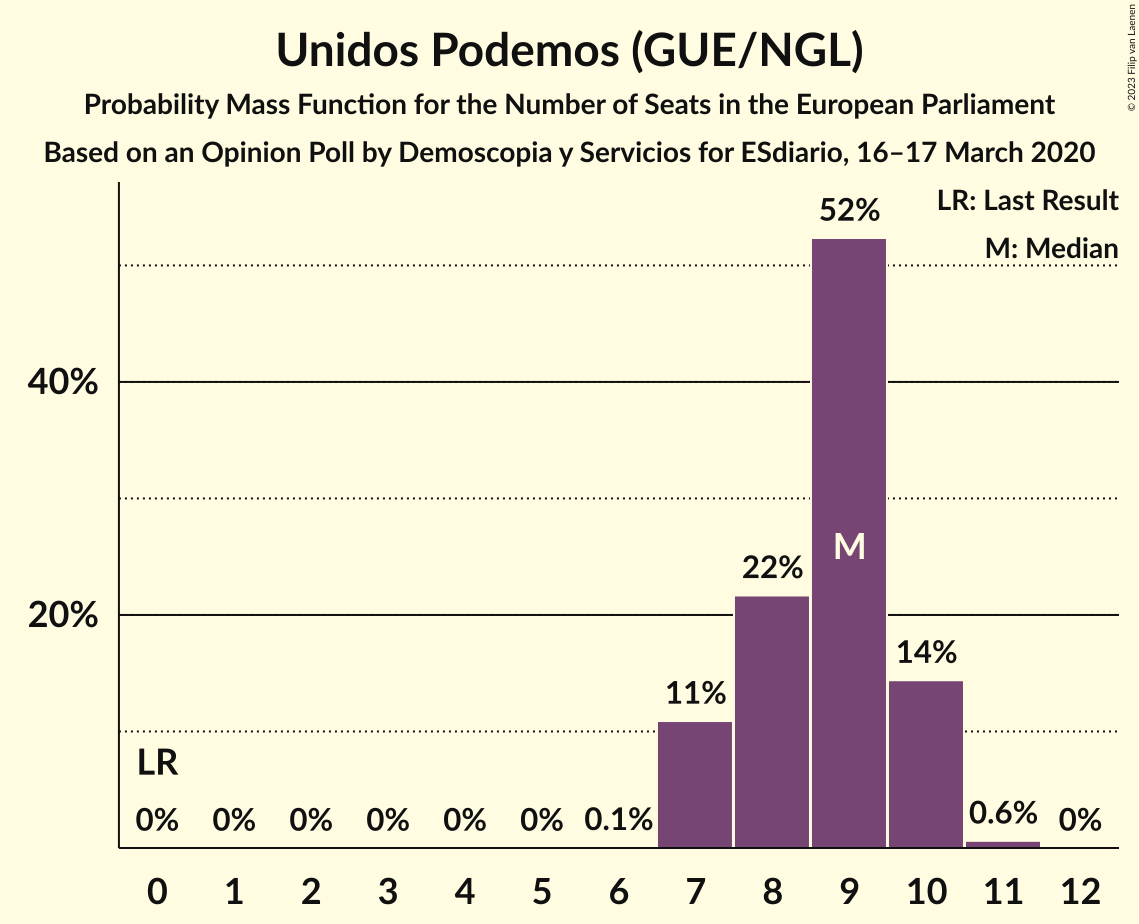 Unidos Podemos (GUE/NGL)
Probability Mass Function for the Number of Seats in the European Parliament
Based on an Opinion Poll by Demoscopia y Servicios for ESdiario, 16–17 March 2020
© 2023 Filip van Laenen
LR: Last Result
M: Median
52%
40%
M
22%
20%
14%
11%
LR
0% 0% 0% 0% 0% 0% 0.1% 0.6% 0%
0 1 2 3 4 5 6 7 8 9 10 11 12